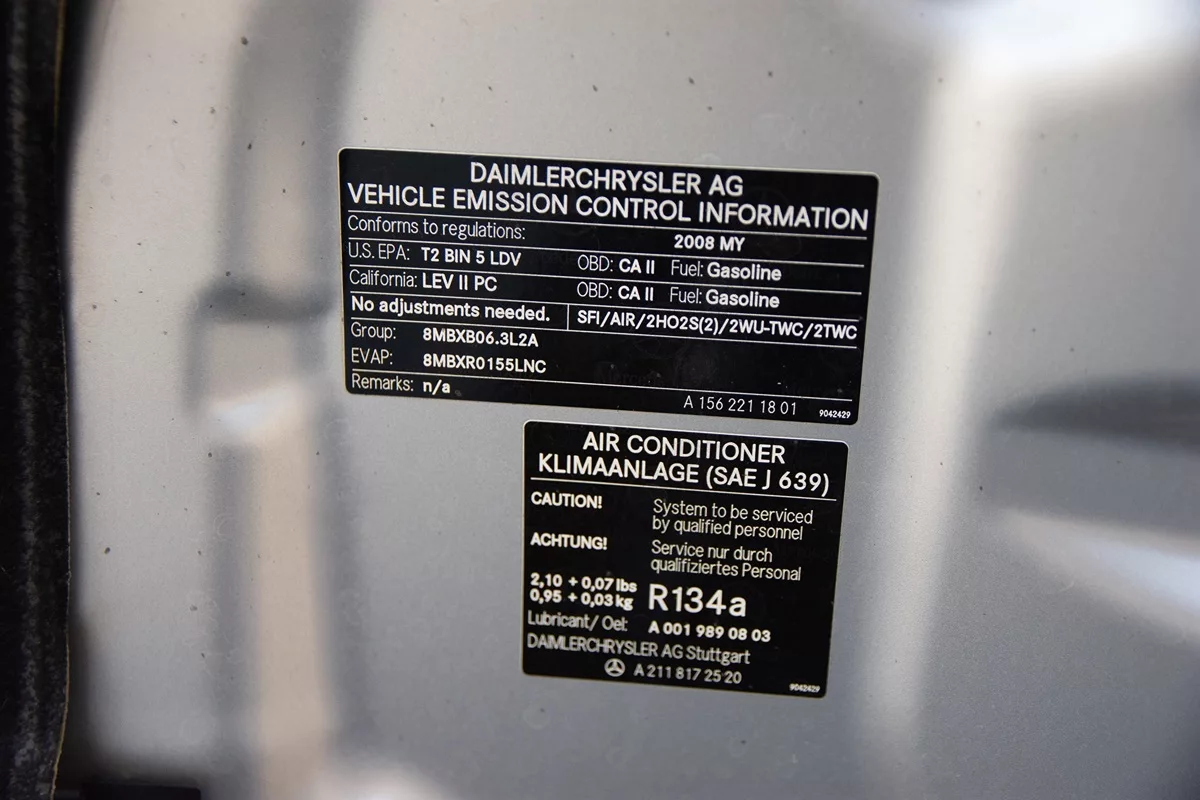 DAIMLERCHRYSLER AG
VEHICLE EMISSION CONTROL INFORMATION
Conforms to regulations: 2008 MY
U.S. EPA: T2 BIN 5 LDV OBD: CA II Fuel: Gasoline
California: LEV II PC OBD: CA II Fuel: Gasoline
No adjustments needed. SFI/AIR/2HO2S(2)/2WU-TWC/2TWC
Group: 8MBXB06.3L2A
EVAP: 8MBXR0155LNC
Remarks: n/a
A 156 221 18 01 9042429
AIR CONDITIONER
KLIMAANLAGE (SAE J 639)
CAUTION! System to be serviced
by qualified personnel
ACHTUNG! Service nur durch
qualifiziertes Personal
2,10 + 0,07 lbs
0,95 + 0,03 kg R134a
Lubricant/ Oel: A 001 989 08 03
DAIMLERCHRYSLER AG Stuttgart
A 211 817 25 20 9042429